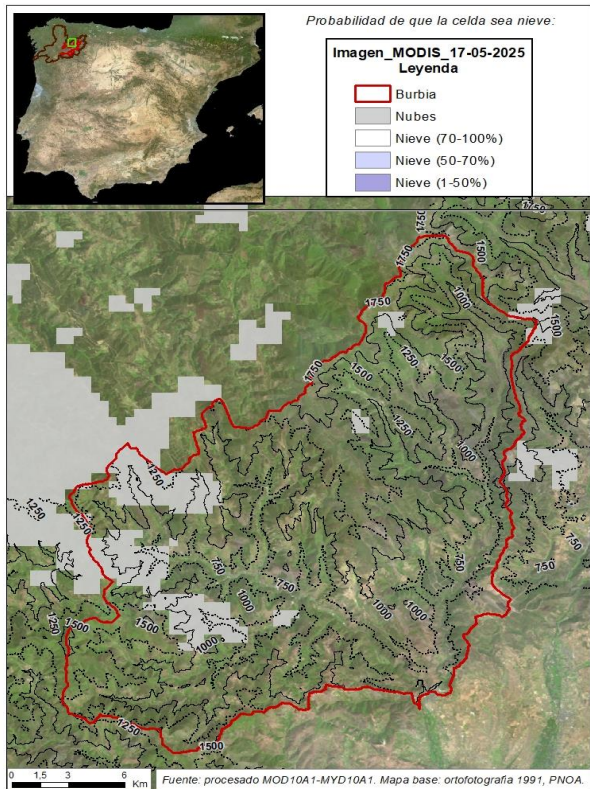 Probabilidad de que la celda sea nieve:
Imagen_MODIS_17-05-2025
Leyenda
Burbia
Nubes
Nieve (70-100%)
Nieve (50-70%)
Nieve (1-50%)
1750
1750
1750
1500
1750
1000
1500
1750
1250
1500
1500
1250
1000
1250
1250
1250
750
750
750
750
1000
1000
1000
1250
1500
1500
1000
1250
1500
0 1,5 3 6
Km
Fuente: procesado MOD10A1-MYD10A1. Mapa base: ortofotografia 1991, PNOA.